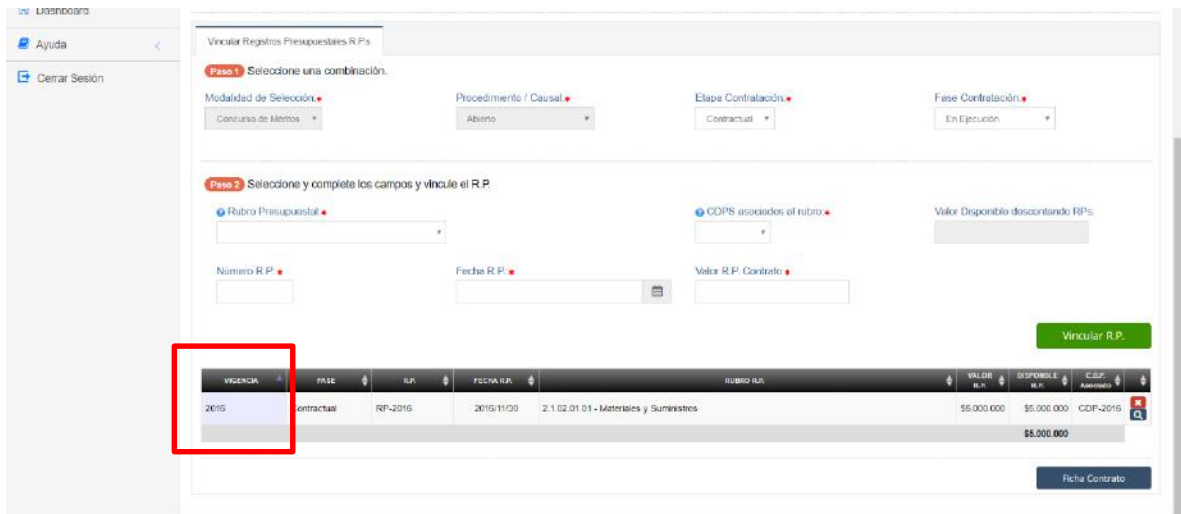 Dashboard
Ayuda
Cerrar Sesión
Vincular Registros Presupuestales R.P's
Paso 1 Seleccione una combinación.
Modalidad de Selección: Procedimiento / Causal: Etapa Contratación: Fase Contratación:
Concurso de Méritos Abierto Contractual En Ejecución
Paso 2 Seleccione y complete los campos y vincule el R.P.
Rubro Presupuestal: CDPS asociados al rubro: Valor Disponible descontando RPs:
Número R.P. Fecha R.P.: Valor R.P. Contrato
Vincular R.P.
VIGENCIA FASE R.P. FECHA R.P. RUBRO R.P. VALOR R.P. DISPONIBLE R.P. C.D.P. Asociado
2016 Contractual RP-2016 2016/11/30 2.1.02.01.01 - Materiales y Suministros $5.000.000 $5.000.000 CDP-2016
$5.000.000
Ficha Contrato